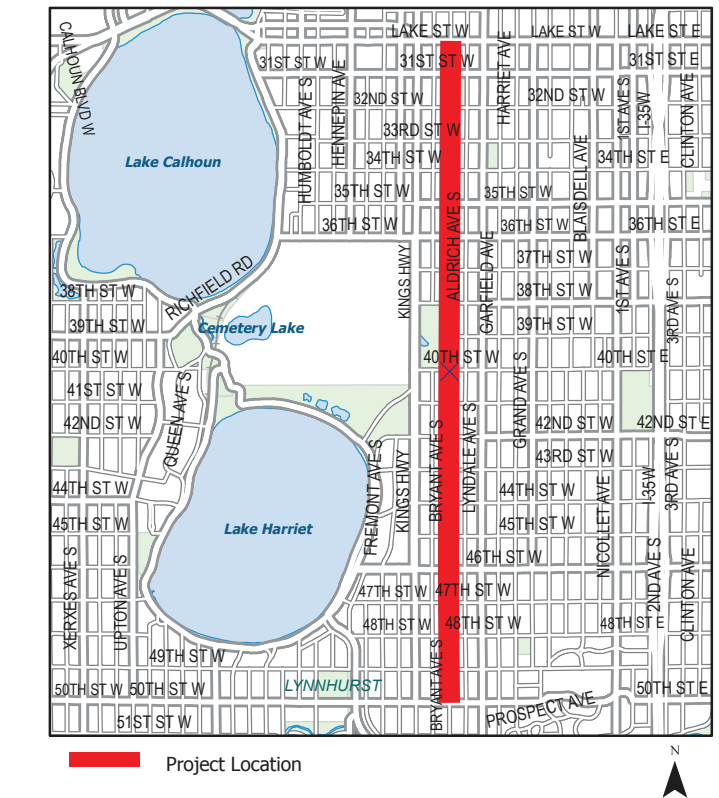 LAKE ST W
LAKE ST W
LAKE ST E
CALHOUN BLVD W
31ST ST W
31ST ST W
31ST ST E
HARRIET AVE
HENNEPIN AVE
HUMBOLDT AVE S
32ND ST W
32ND ST W
1ST AVE S
I-35W
CLINTON AVE
33RD ST W
Lake Calhoun
34TH ST W
34TH ST E
BLAISDELL AVE
35TH ST W
35TH ST W
ALDRICH AVE S
36TH ST W
36TH ST W
36TH ST E
KINGS HWY
GARFIELD AVE
37TH ST W
1ST AVE S
RICHFIELD RD
38TH ST W
38TH ST W
3RD AVE S
39TH ST W
Cemetery Lake
39TH ST W
40TH ST W
40TH ST W
40TH ST E
GRAND AVE S
41ST ST W
QUEEN AVE S
42ND ST W
42ND ST W
42ND ST E
BRYANT AVE S
LYNDALE AVE S
FREMONT AVE S
KINGS HWY
43RD ST W
3RD AVE S
I-35W
44TH ST W
44TH ST W
NICOLLET AVE
45TH ST W
45TH ST W
Lake Harriet
XERXES AVE S
UPTON AVE S
46TH ST W
2ND AVE S
CLINTON AVE
47TH ST W
47TH ST W
48TH ST W
48TH ST W
48TH ST E
49TH ST W
BRYANT AVE S
50TH ST W
50TH ST W
LYNNHURST
50TH ST E
PROSPECT AVE
51ST ST W
N
Project Location